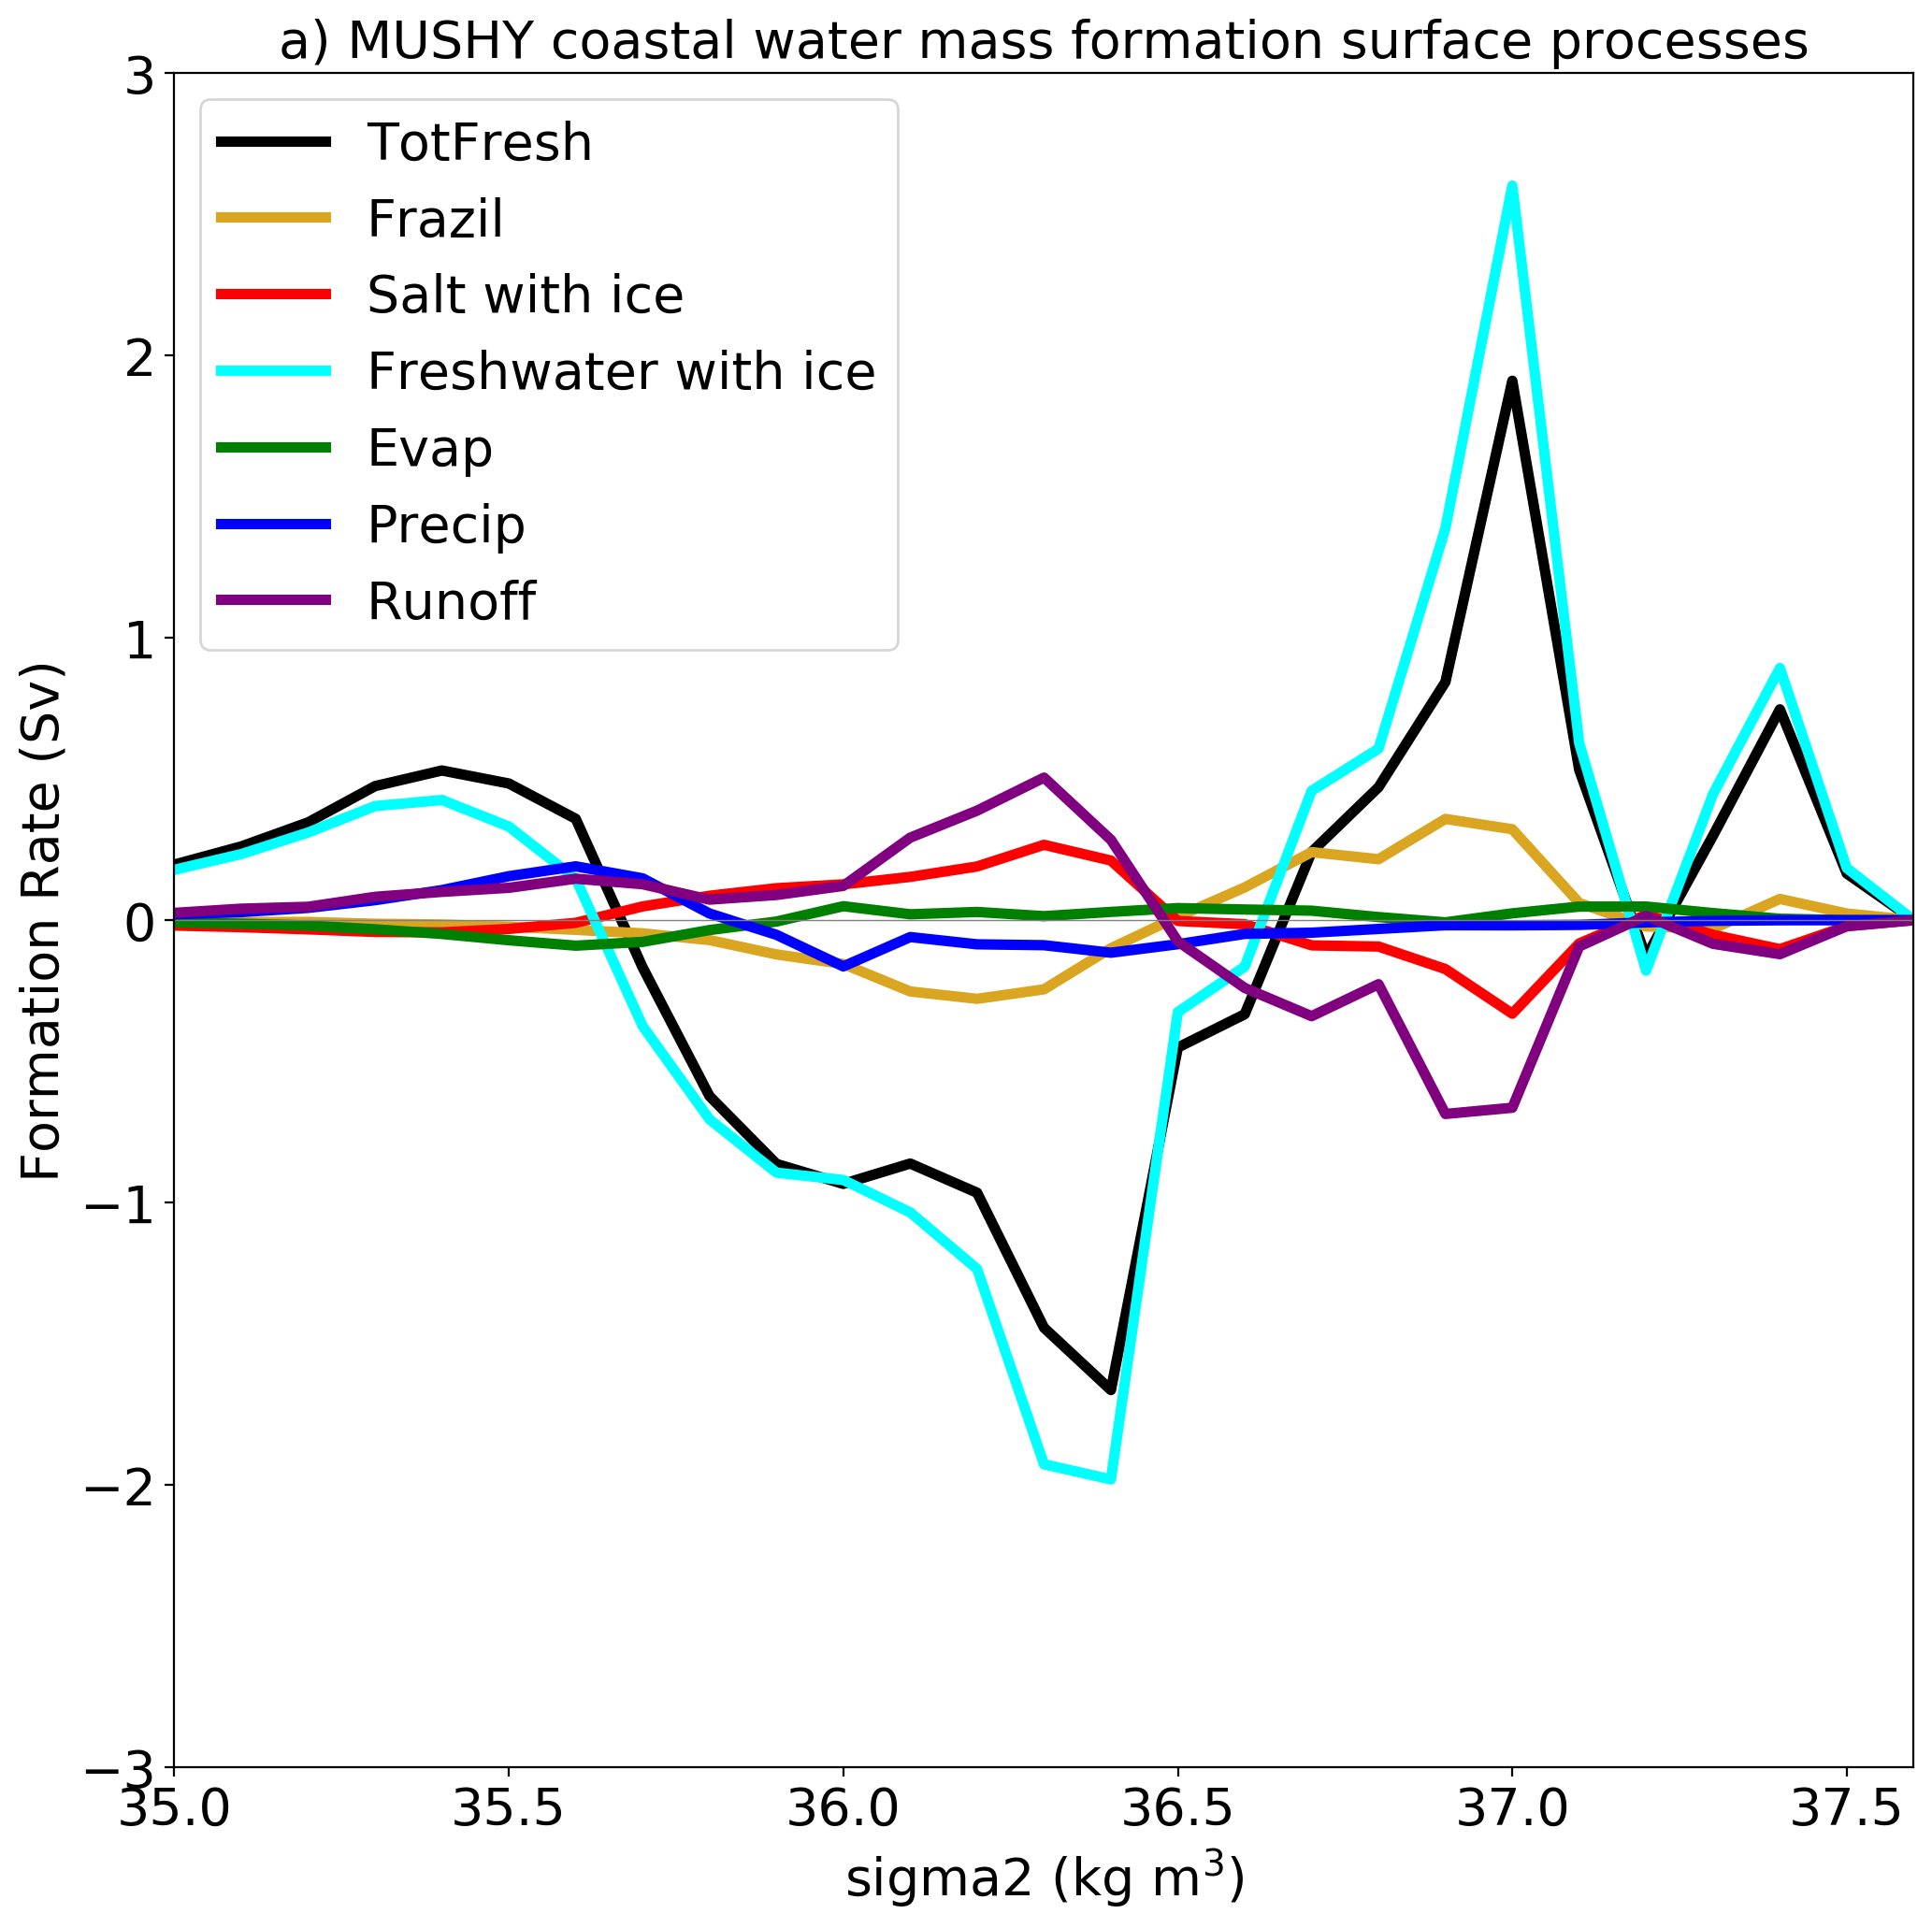 a) MUSHY coastal water mass formation surface processes
3
2
1
0
−1
−2
−3
Formation Rate (Sv)
TotFresh
Frazil
Salt with ice
Freshwater with ice
Evap
Precip
Runoff
35.0 35.5 36.0 36.5 37.0 37.5
sigma2 (kg m³)